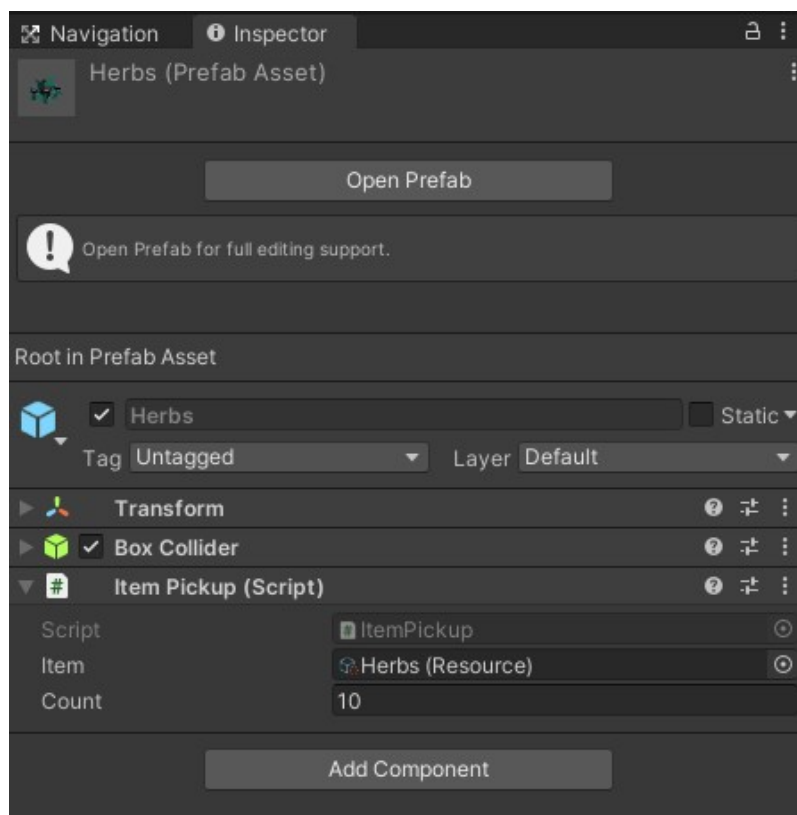 Navigation Inspector
Herbs (Prefab Asset)
Open Prefab
Open Prefab for full editing support.
Root in Prefab Asset
Herbs Static
Tag Untagged Layer Default
Transform
Box Collider
# Item Pickup (Script)
Script ItemPickup
Item Herbs (Resource)
Count 10
Add Component